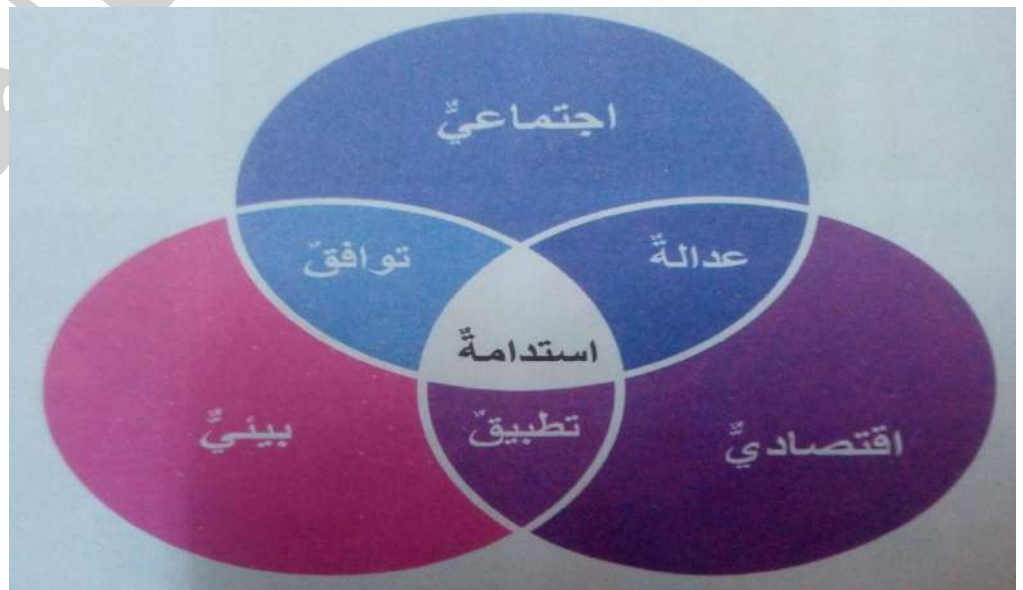 اجتماعيٌّ
عدالةٌ
توافقٌ
استدامةٌ
اقتصاديٌّ
تطبيقٌ
بيئيٌّ